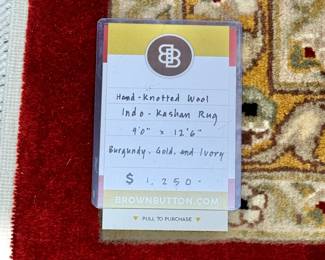 BB
Hand-Knotted Wool
Indo-Kashan Rug
9'0" x 12'6"
Burgundy, Gold, and Ivory
$ 1,250-
BROWNBUTTON.COM
PULL TO PURCHASE